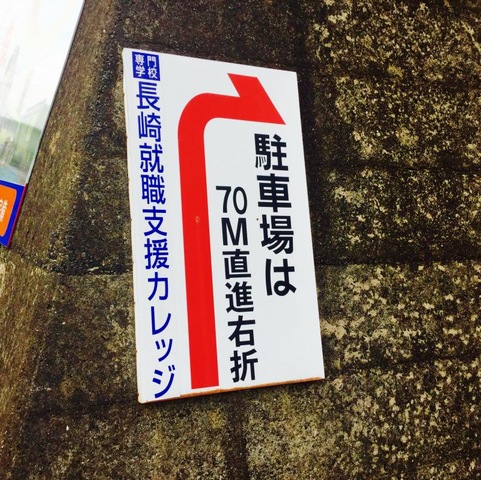 専門
学校
長崎就職支援カレッジ
駐車場は
70M直進右折